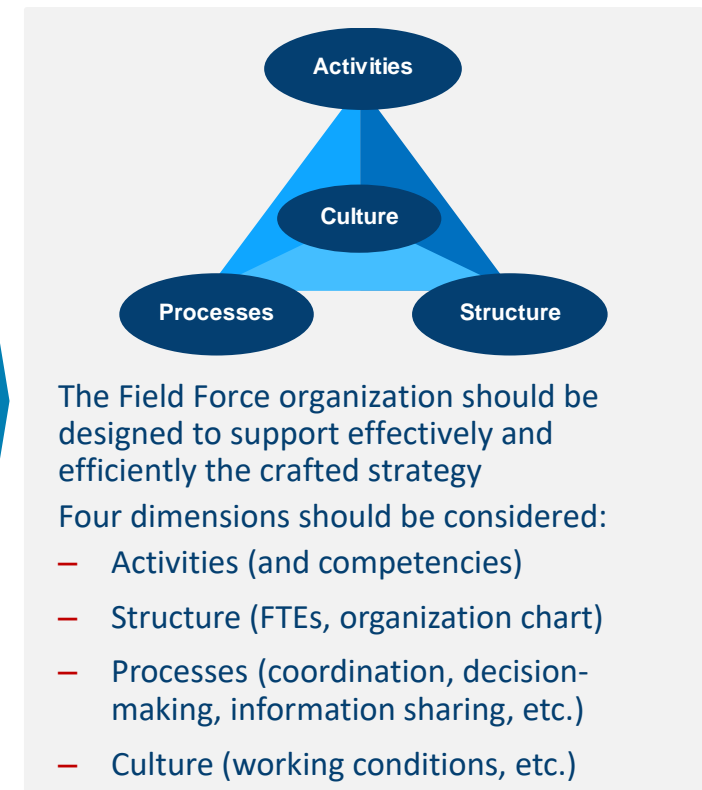 Activities
Culture
Processes
Structure
The Field Force organization should be
designed to support effectively and
efficiently the crafted strategy
Four dimensions should be considered:
– Activities (and competencies)
– Structure (FTEs, organization chart)
– Processes (coordination, decision-
making, information sharing, etc.)
– Culture (working conditions, etc.)